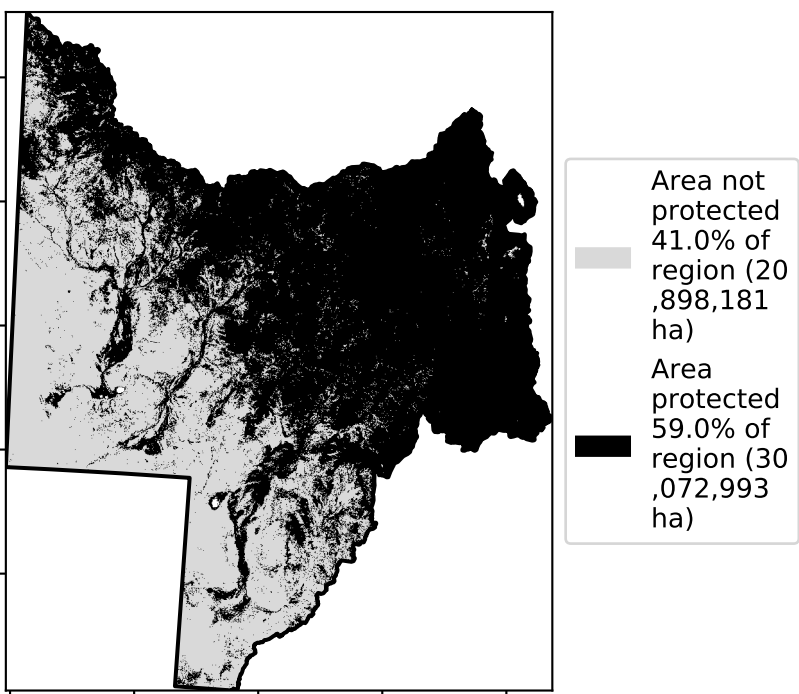 Area not
protected
41.0% of
region (20
,898,181
ha)
Area
protected
59.0% of
region (30
,072,993
ha)